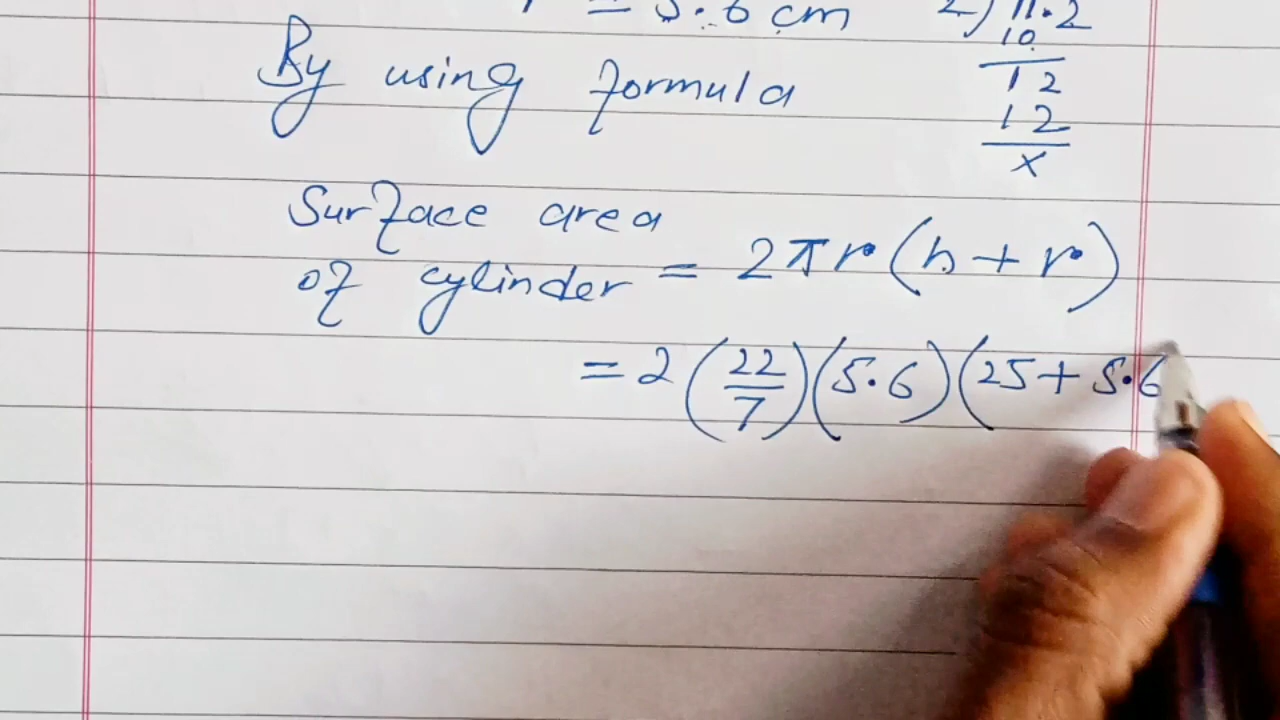 r = 5.6 cm 2) 11.2
10
By using formula 12
12
x
Surface area
of cylinder = 2πr(h+r)
= 2(22/7)(5.6)(25+5.6